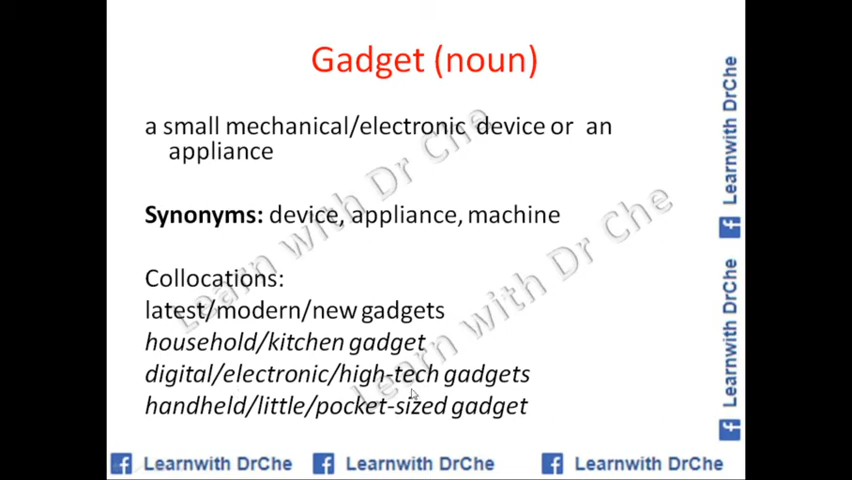 Gadget (noun)
a small mechanical/electronic device or an
appliance
Synonyms: device, appliance, machine
Collocations:
latest/modern/new gadgets
household/kitchen gadget
digital/electronic/high-tech gadgets
handheld/little/pocket-sized gadget
Learn with Dr Che
Learn with Dr Che
Learnwith DrChe
Learnwith DrChe
Learnwith DrChe Learnwith DrChe Learnwith DrChe